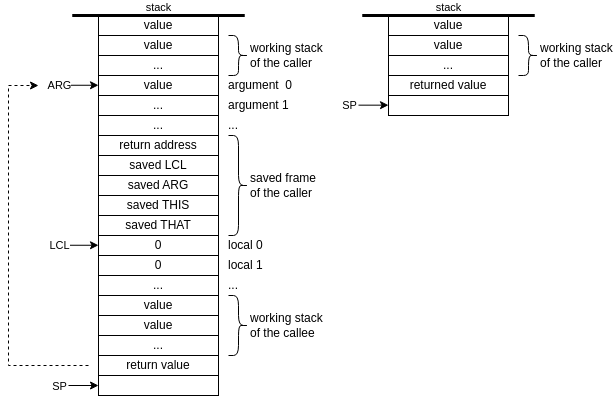 stack
value
value
working stack
of the caller
...
ARG
value
argument 0
...
argument 1
...
...
return address
saved LCL
saved ARG
saved THIS
saved THAT
saved frame
of the caller
LCL
0
local 0
0
local 1
...
...
value
value
...
working stack
of the callee
return value
SP
stack
value
value
...
working stack
of the caller
returned value
SP